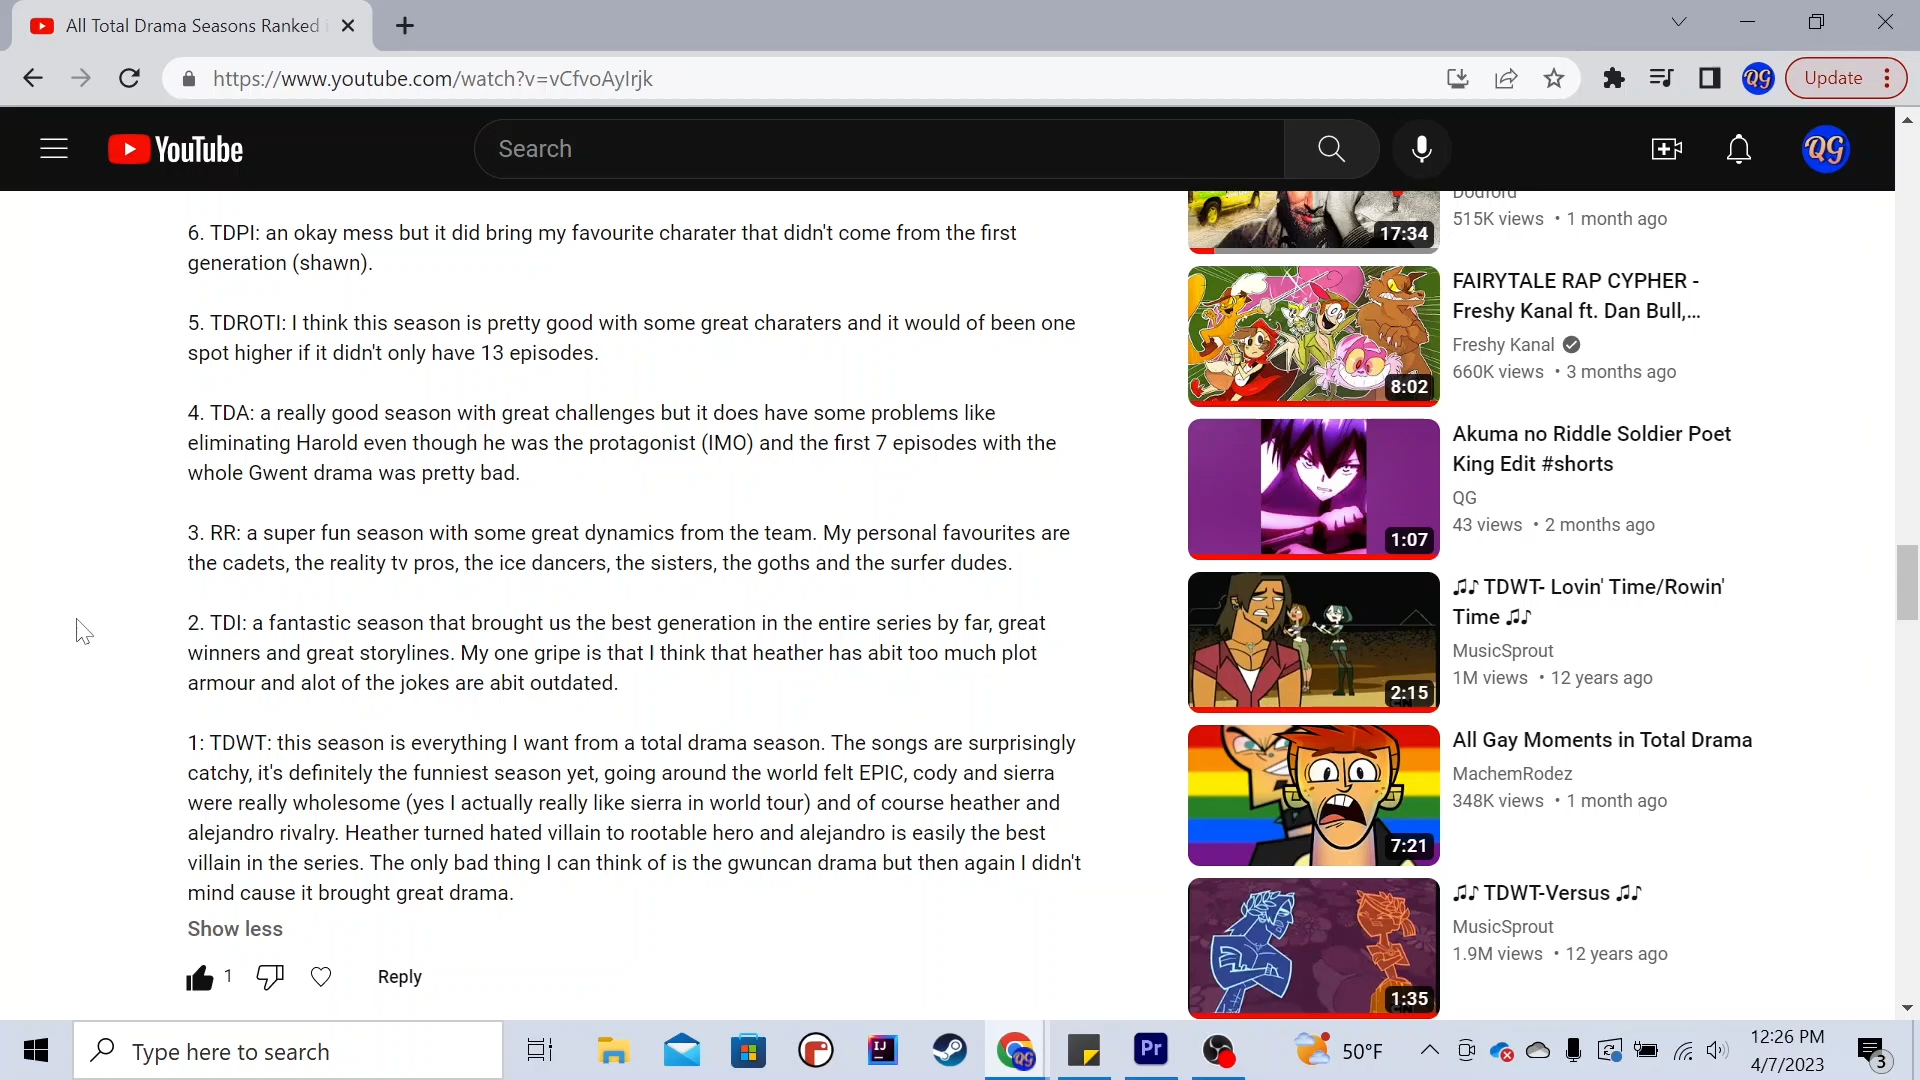 All Total Drama Seasons Ranked
https://www.youtube.com/watch?v=vCfvoAyIrjk
QG
Update
YouTube
Search
QG
6. TDPI: an okay mess but it did bring my favourite charater that didn't come from the first
generation (shawn).
5. TDROTI: I think this season is pretty good with some great charaters and it would of been one
spot higher if it didn't only have 13 episodes.
4. TDA: a really good season with great challenges but it does have some problems like
eliminating Harold even though he was the protagonist (IMO) and the first 7 episodes with the
whole Gwent drama was pretty bad.
3. RR: a super fun season with some great dynamics from the team. My personal favourites are
the cadets, the reality tv pros, the ice dancers, the sisters, the goths and the surfer dudes.
2. TDI: a fantastic season that brought us the best generation in the entire series by far, great
winners and great storylines. My one gripe is that I think that heather has abit too much plot
armour and alot of the jokes are abit outdated.
1: TDWT: this season is everything I want from a total drama season. The songs are surprisingly
catchy, it's definitely the funniest season yet, going around the world felt EPIC, cody and sierra
were really wholesome (yes I actually really like sierra in world tour) and of course heather and
alejandro rivalry. Heather turned hated villain to rootable hero and alejandro is easily the best
villain in the series. The only bad thing I can think of is the gwuncan drama but then again I didn't
mind cause it brought great drama.
Show less
1
Reply
17:34
Dodford
515K views • 1 month ago
8:02
FAIRYTALE RAP CYPHER -
Freshy Kanal ft. Dan Bull,...
Freshy Kanal
660K views • 3 months ago
1:07
Akuma no Riddle Soldier Poet
King Edit #shorts
QG
43 views • 2 months ago
2:15
🎶 TDWT- Lovin' Time/Rowin'
Time 🎶
MusicSprout
1M views • 12 years ago
7:21
All Gay Moments in Total Drama
MachemRodez
348K views • 1 month ago
1:35
🎶 TDWT-Versus 🎶
MusicSprout
1.9M views • 12 years ago
Type here to search
IJ
QG
Pr
50°F
12:26 PM
4/7/2023
3